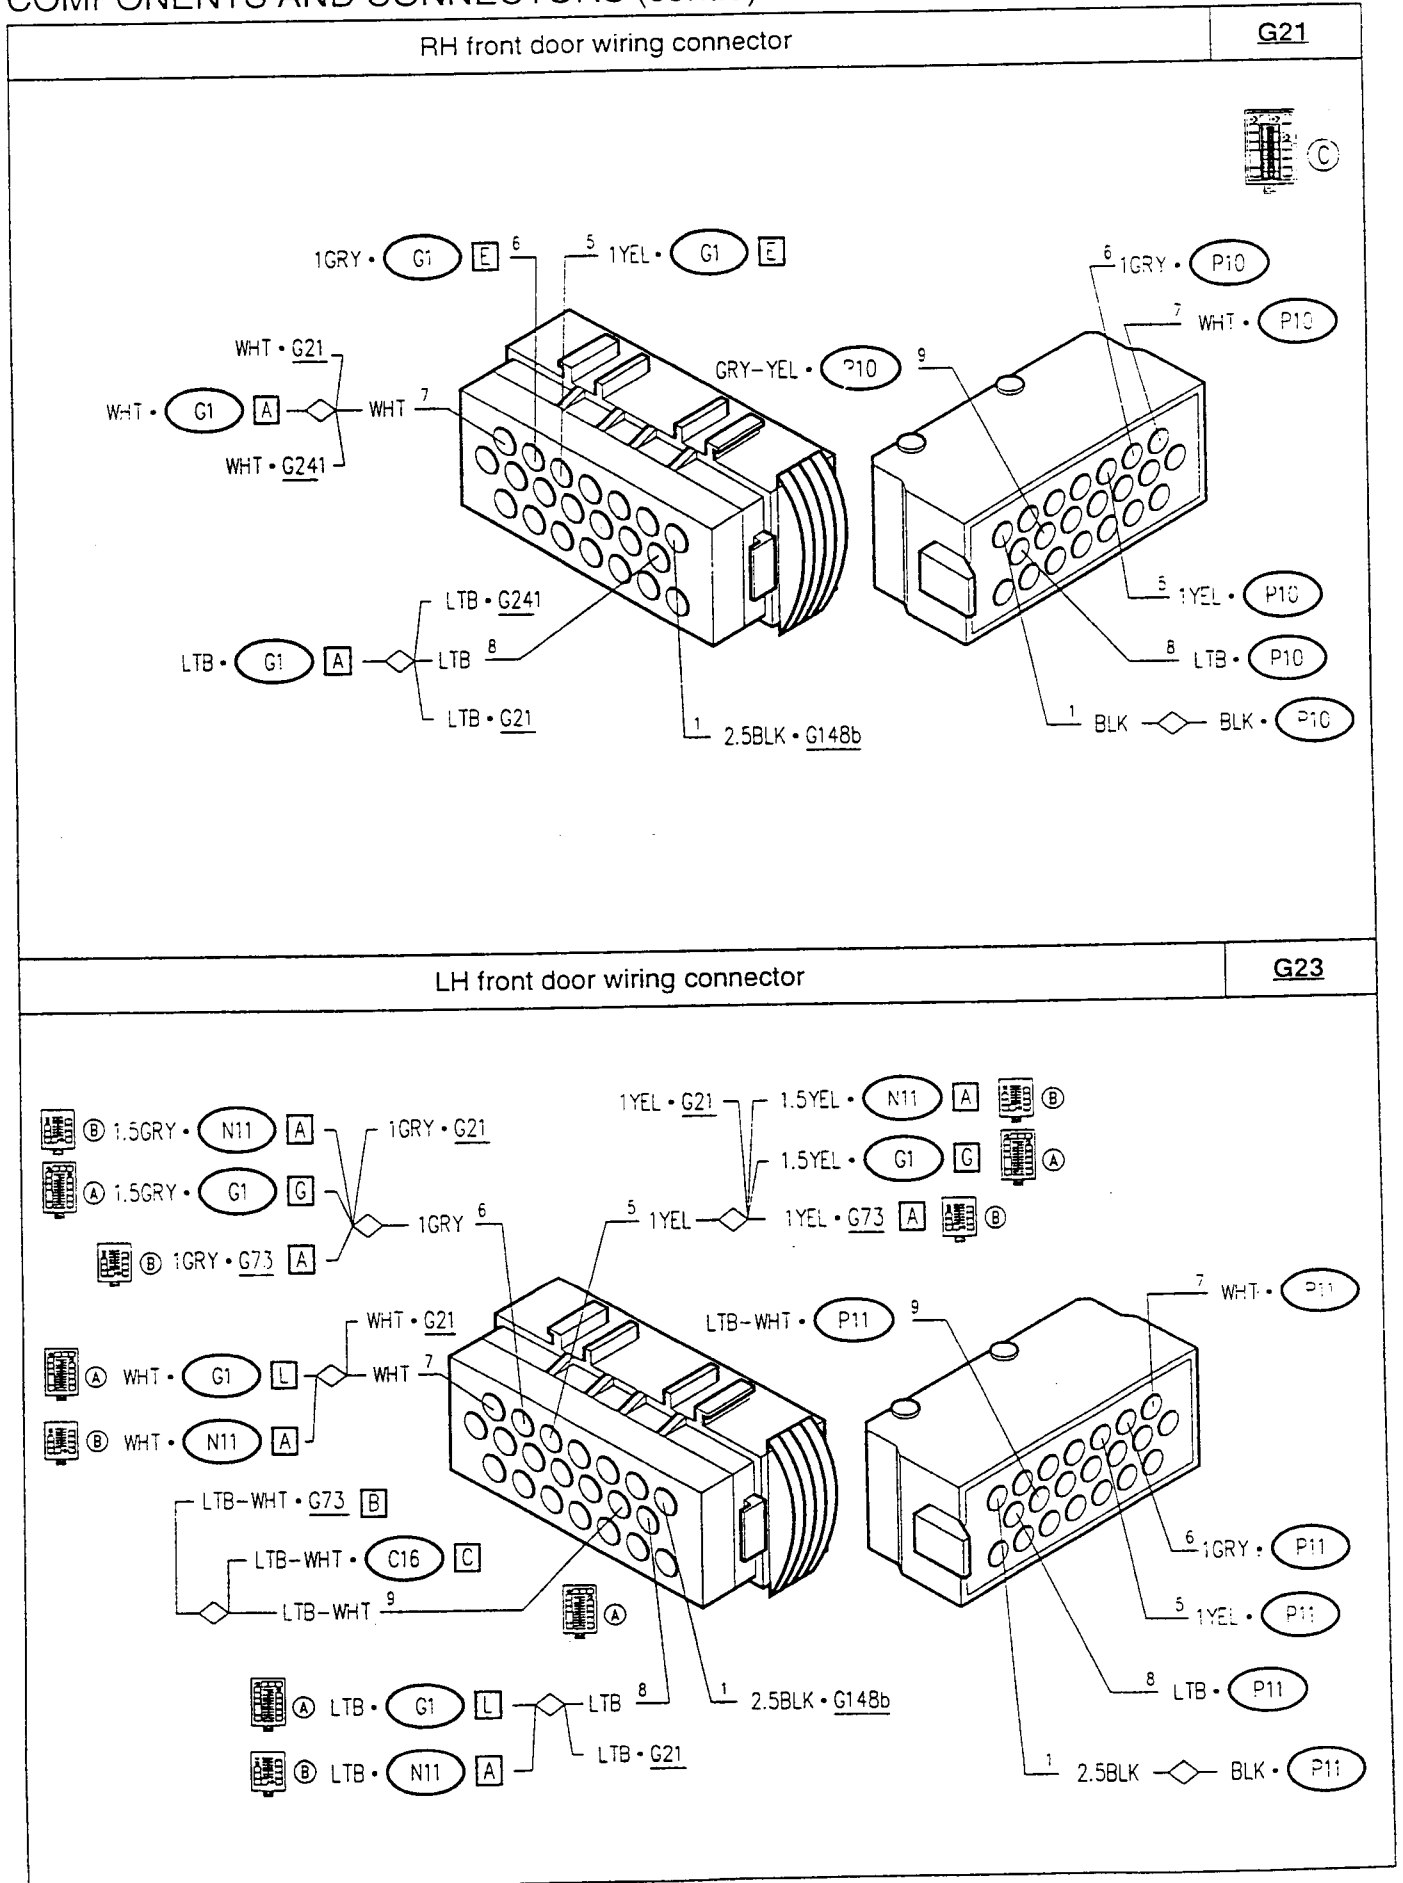 COMPONENTS AND CONNECTORS
RH front door wiring connector G21
C
1GRY • G1 E 6
5 1YEL • G1 E
6 1GRY • P10
7 WHT • P10
WHT • G21
WHT • G1 A WHT 7
WHT • G241
GRY-YEL • P10 9
LTB • G241
LTB • G1 A LTB 8
LTB • G21
1 2.5BLK • G148b
5 1YEL • P10
8 LTB • P10
1 BLK BLK • P10
LH front door wiring connector G23
B 1.5GRY • N11 A
1GRY • G21
A 1.5GRY • G1 G
1GRY 6
B 1GRY • G73 A
1YEL • G21
1.5YEL • N11 A B
1.5YEL • G1 G A
5 1YEL 1YEL • G73 A B
WHT • G21
A WHT • G1 L WHT 7
B WHT • N11 A
LTB-WHT • P11 9
7 WHT • P11
LTB-WHT • G73 B
LTB-WHT • C16 C
LTB-WHT 9
A
6 1GRY • P11
5 1YEL • P11
A LTB • G1 L LTB 8
LTB • G21
B LTB • N11 A
1 2.5BLK • G148b
8 LTB • P11
1 2.5BLK BLK • P11